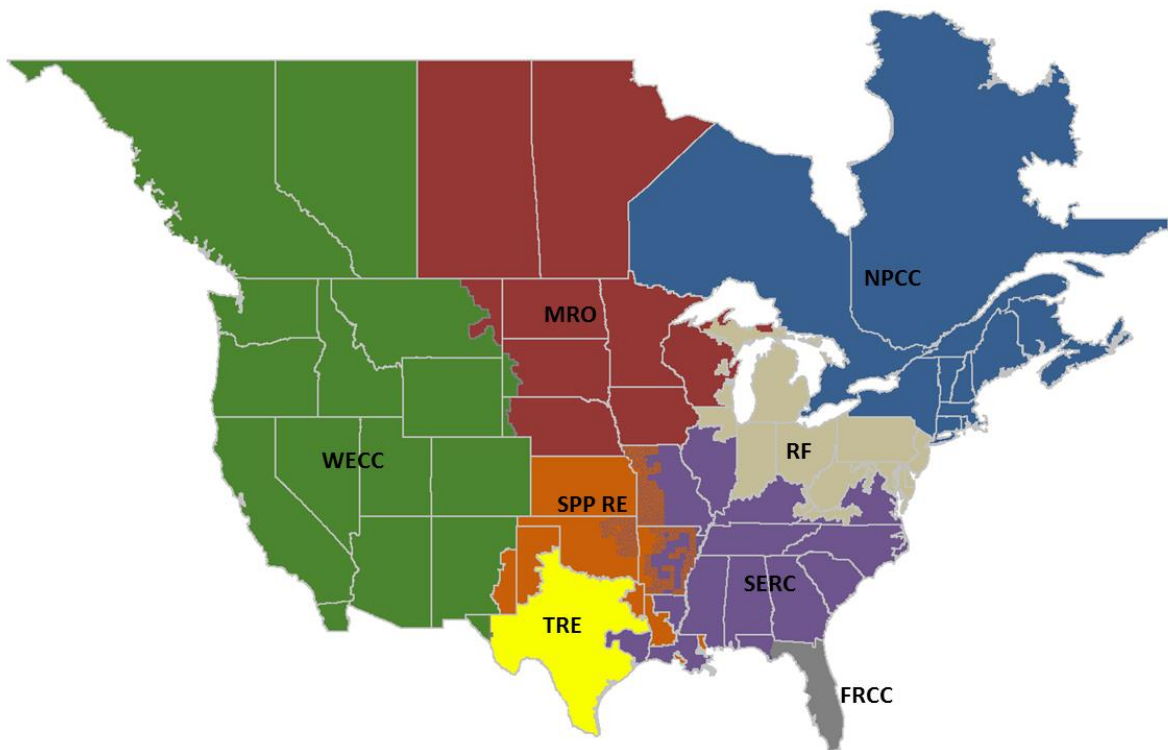 NPCC
MRO
RF
WECC
SPP RE
SERC
TRE
FRCC